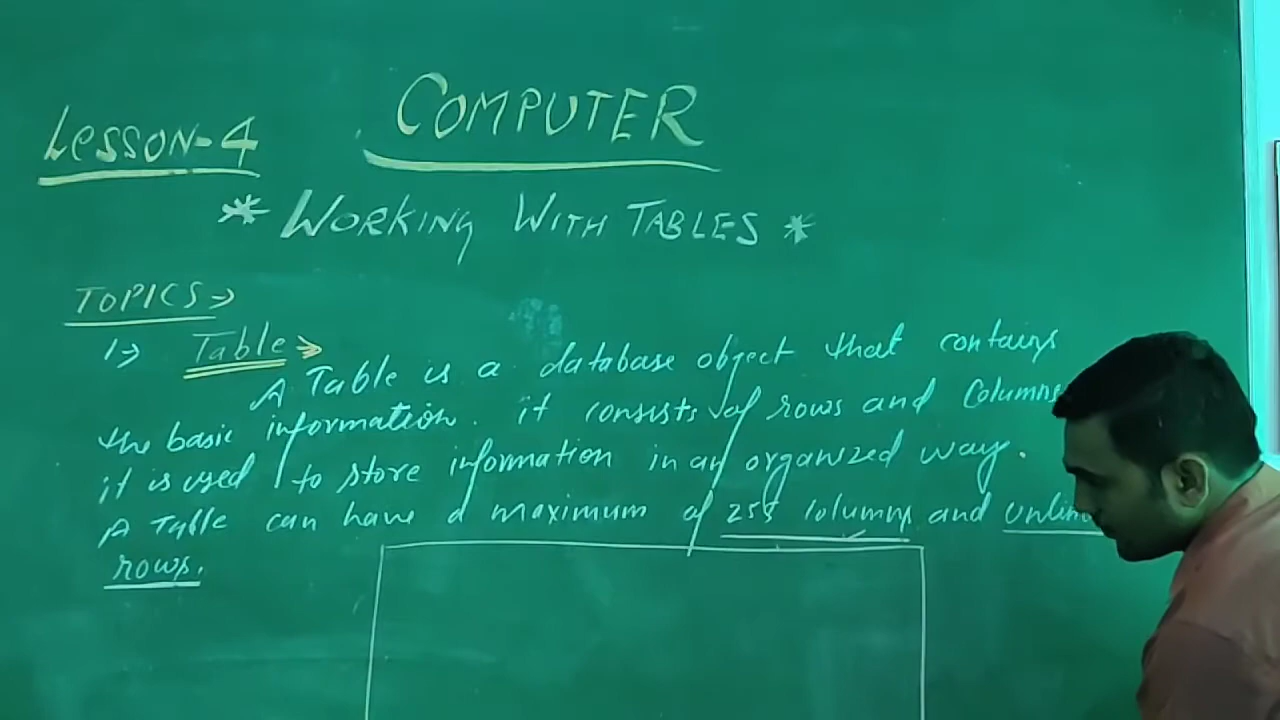 COMPUTER
LESSON-4
* WORKING WITH TABLES *
TOPICS→
1→ Table→
A Table is a database object that contains
the basic information. it consists of rows and Columns
it is used to store information in an organized way.
A Table can have a maximum of 255 columns and
rows.